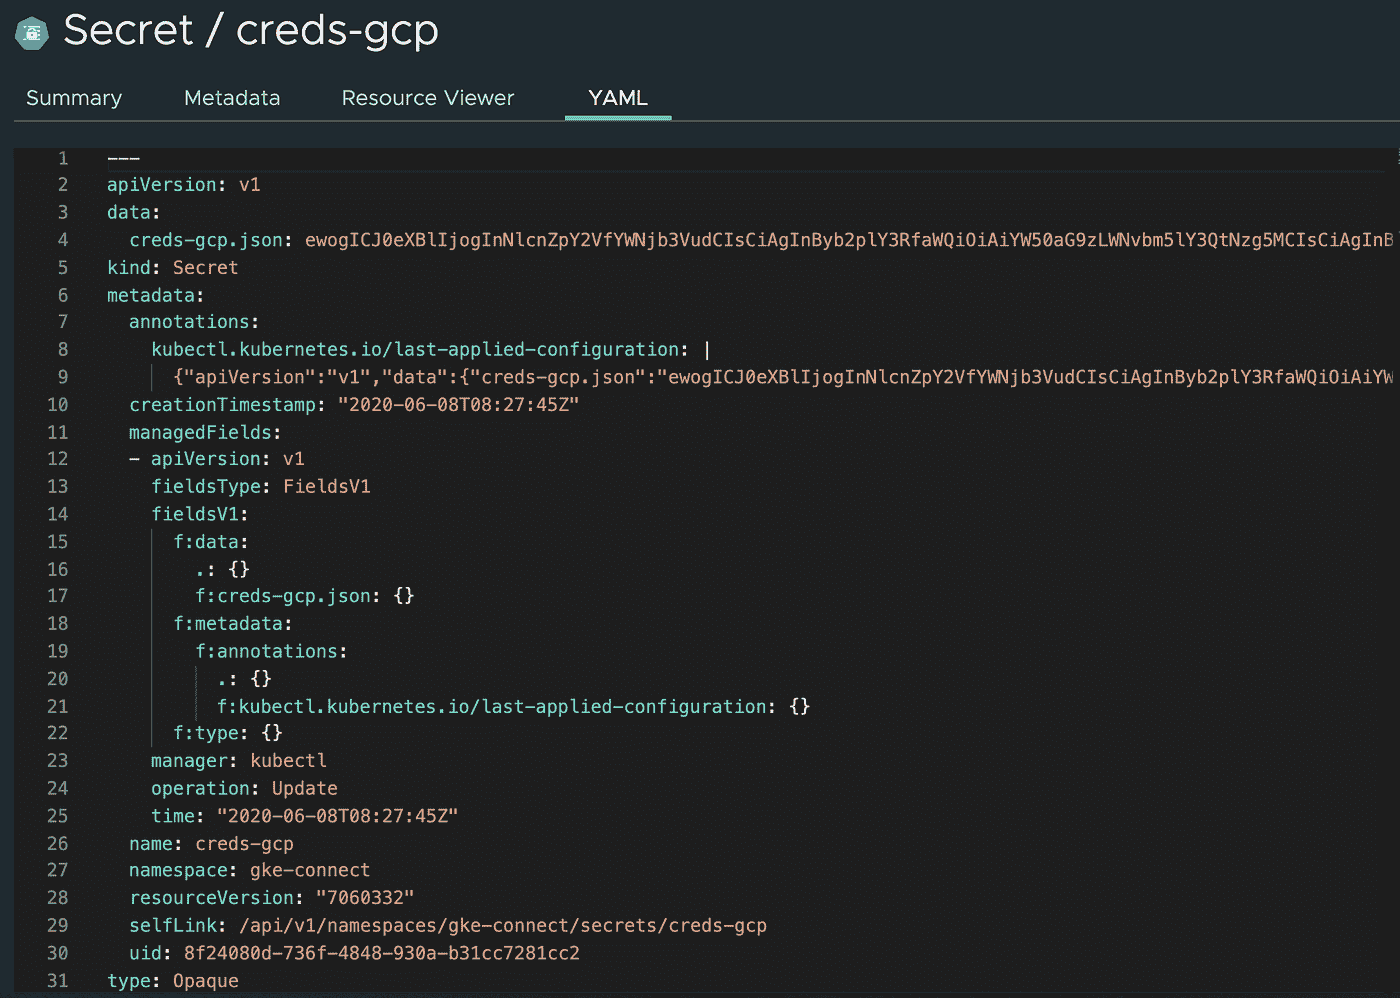 Secret / creds-gcp
Summary Metadata Resource Viewer YAML
1 ---
2 apiVersion: v1
3 data:
4 creds-gcp.json: ewogICJ0eXBlIjogInNlcnZpY2VfYWNjb3VudCIsCiAgInByb2plY3RfaWQiOiAiYW50aG9zLWNvbm5lY3QtNzg5MCIsCiAgInB
5 kind: Secret
6 metadata:
7 annotations:
8 kubectl.kubernetes.io/last-applied-configuration: |
9 {"apiVersion":"v1","data":{"creds-gcp.json":"ewogICJ0eXBlIjogInNlcnZpY2VfYWNjb3VudCIsCiAgInByb2plY3RfaWQiOiAiYW
10 creationTimestamp: "2020-06-08T08:27:45Z"
11 managedFields:
12 - apiVersion: v1
13 fieldsType: FieldsV1
14 fieldsV1:
15 f:data:
16 .: {}
17 f:creds-gcp.json: {}
18 f:metadata:
19 f:annotations:
20 .: {}
21 f:kubectl.kubernetes.io/last-applied-configuration: {}
22 f:type: {}
23 manager: kubectl
24 operation: Update
25 time: "2020-06-08T08:27:45Z"
26 name: creds-gcp
27 namespace: gke-connect
28 resourceVersion: "7060332"
29 selfLink: /api/v1/namespaces/gke-connect/secrets/creds-gcp
30 uid: 8f24080d-736f-4848-930a-b31cc7281cc2
31 type: Opaque